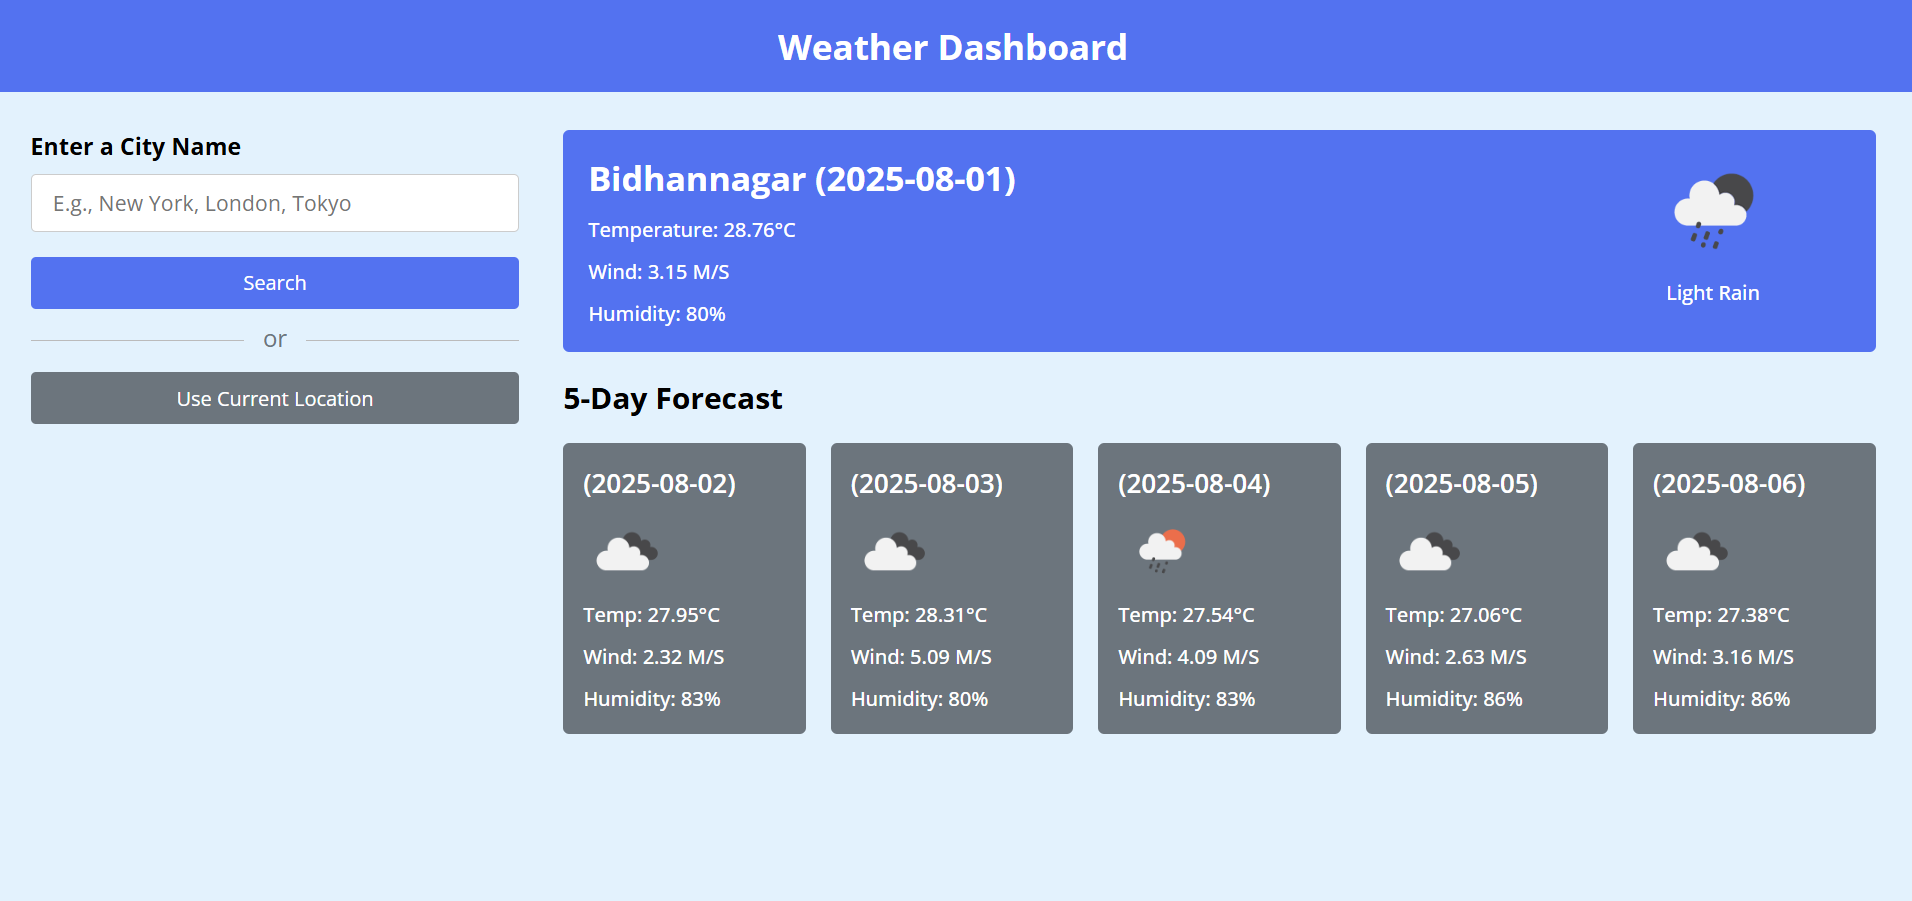 Weather Dashboard
Enter a City Name
E.g., New York, London, Tokyo
Search
or
Use Current Location
Bidhannagar (2025-08-01)
Temperature: 28.76°C
Wind: 3.15 M/S
Humidity: 80%
Light Rain
5-Day Forecast
(2025-08-02)
Temp: 27.95°C
Wind: 2.32 M/S
Humidity: 83%
(2025-08-03)
Temp: 28.31°C
Wind: 5.09 M/S
Humidity: 80%
(2025-08-04)
Temp: 27.54°C
Wind: 4.09 M/S
Humidity: 83%
(2025-08-05)
Temp: 27.06°C
Wind: 2.63 M/S
Humidity: 86%
(2025-08-06)
Temp: 27.38°C
Wind: 3.16 M/S
Humidity: 86%